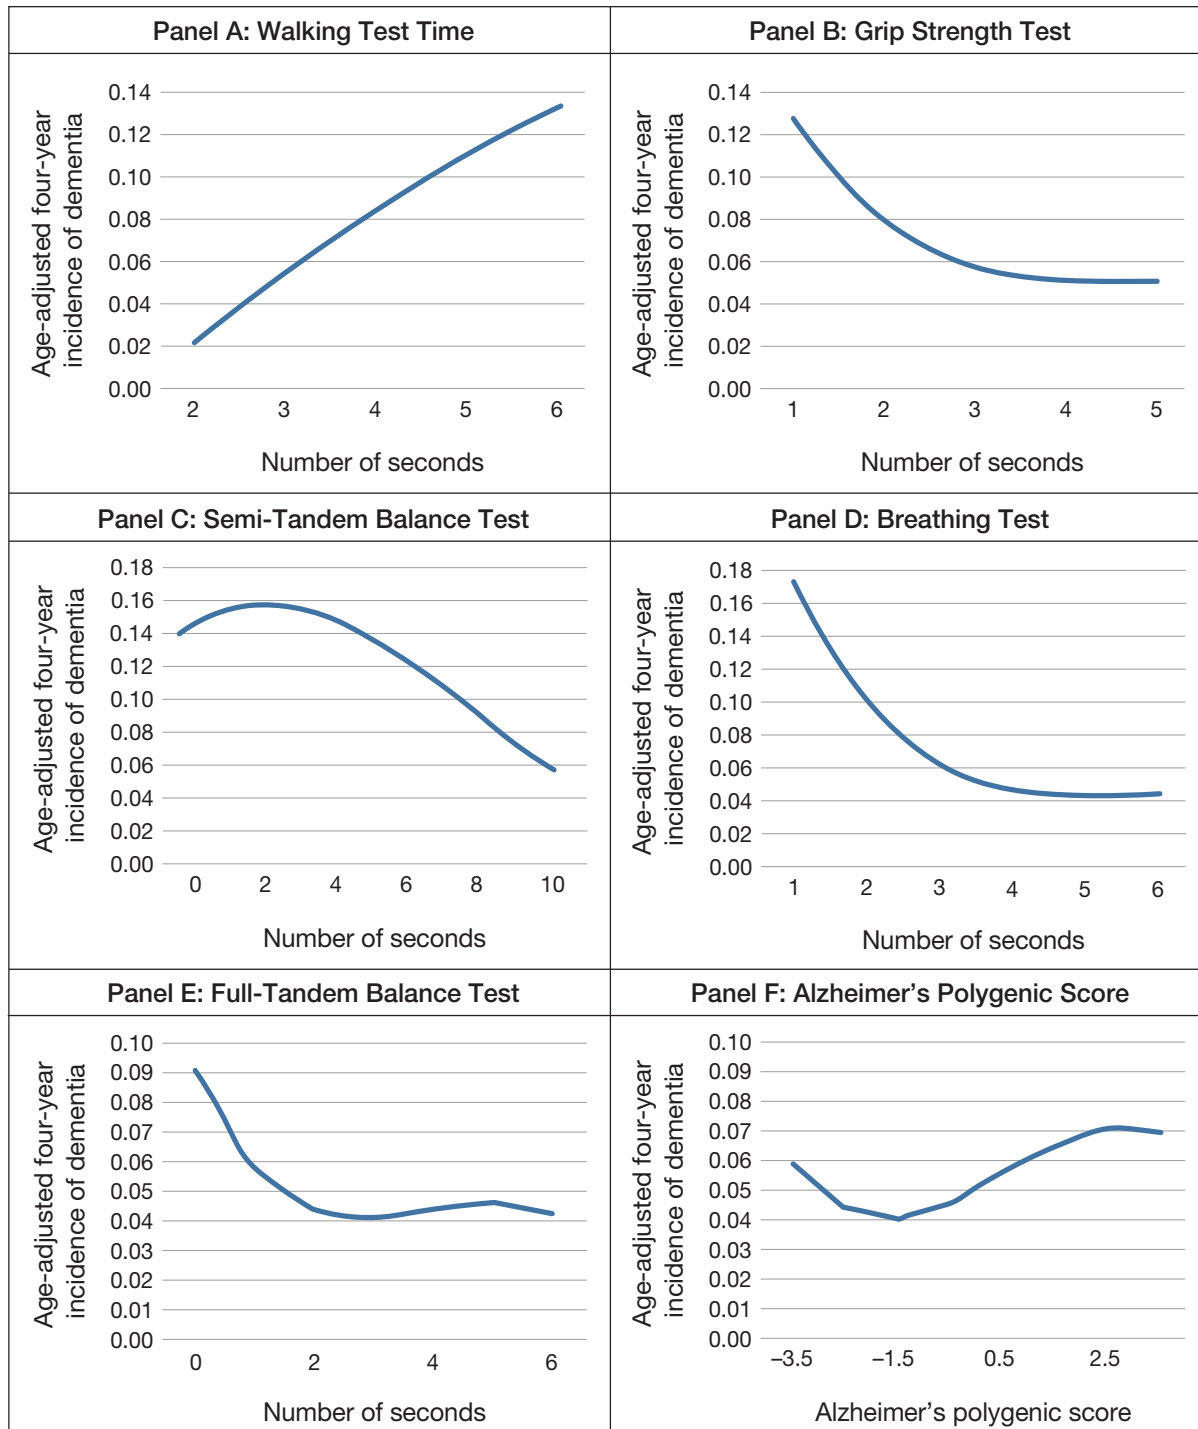 Panel A: Walking Test Time
Age-adjusted four-year
incidence of dementia
0.14
0.12
0.10
0.08
0.06
0.04
0.02
0.00
2 3 4 5 6
Number of seconds
Panel B: Grip Strength Test
Age-adjusted four-year
incidence of dementia
0.14
0.12
0.10
0.08
0.06
0.04
0.02
0.00
1 2 3 4 5
Number of seconds
Panel C: Semi-Tandem Balance Test
Age-adjusted four-year
incidence of dementia
0.18
0.16
0.14
0.12
0.10
0.08
0.06
0.04
0.02
0.00
0 2 4 6 8 10
Number of seconds
Panel D: Breathing Test
Age-adjusted four-year
incidence of dementia
0.18
0.16
0.14
0.12
0.10
0.08
0.06
0.04
0.02
0.00
1 2 3 4 5 6
Number of seconds
Panel E: Full-Tandem Balance Test
Age-adjusted four-year
incidence of dementia
0.10
0.09
0.08
0.07
0.06
0.05
0.04
0.03
0.02
0.01
0.00
0 2 4 6
Number of seconds
Panel F: Alzheimer’s Polygenic Score
Age-adjusted four-year
incidence of dementia
0.10
0.09
0.08
0.07
0.06
0.05
0.04
0.03
0.02
0.01
0.00
–3.5 –1.5 0.5 2.5
Alzheimer’s polygenic score